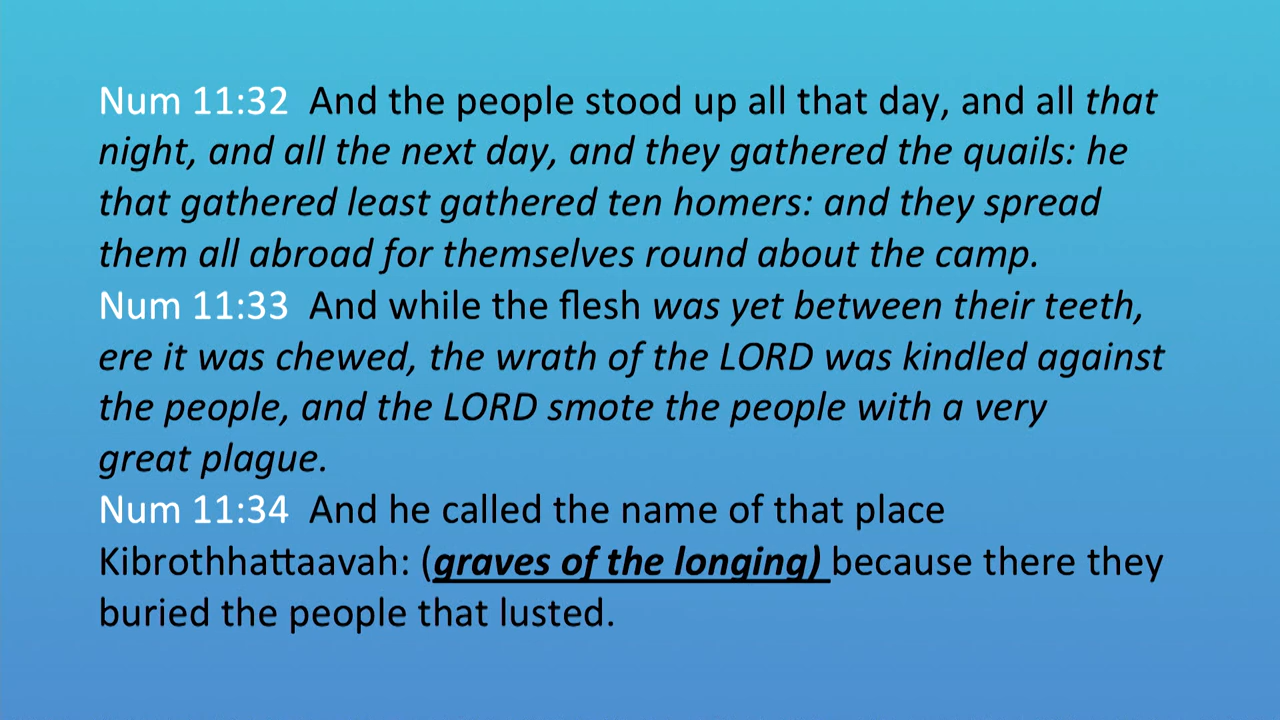 Num 11:32  And the people stood up all that day, and all that
night, and all the next day, and they gathered the quails: he
that gathered least gathered ten homers: and they spread
them all abroad for themselves round about the camp.
Num 11:33  And while the flesh was yet between their teeth,
ere it was chewed, the wrath of the LORD was kindled against
the people, and the LORD smote the people with a very
great plague.
Num 11:34  And he called the name of that place
Kibrothhattaavah: (graves of the longing) because there they
buried the people that lusted.